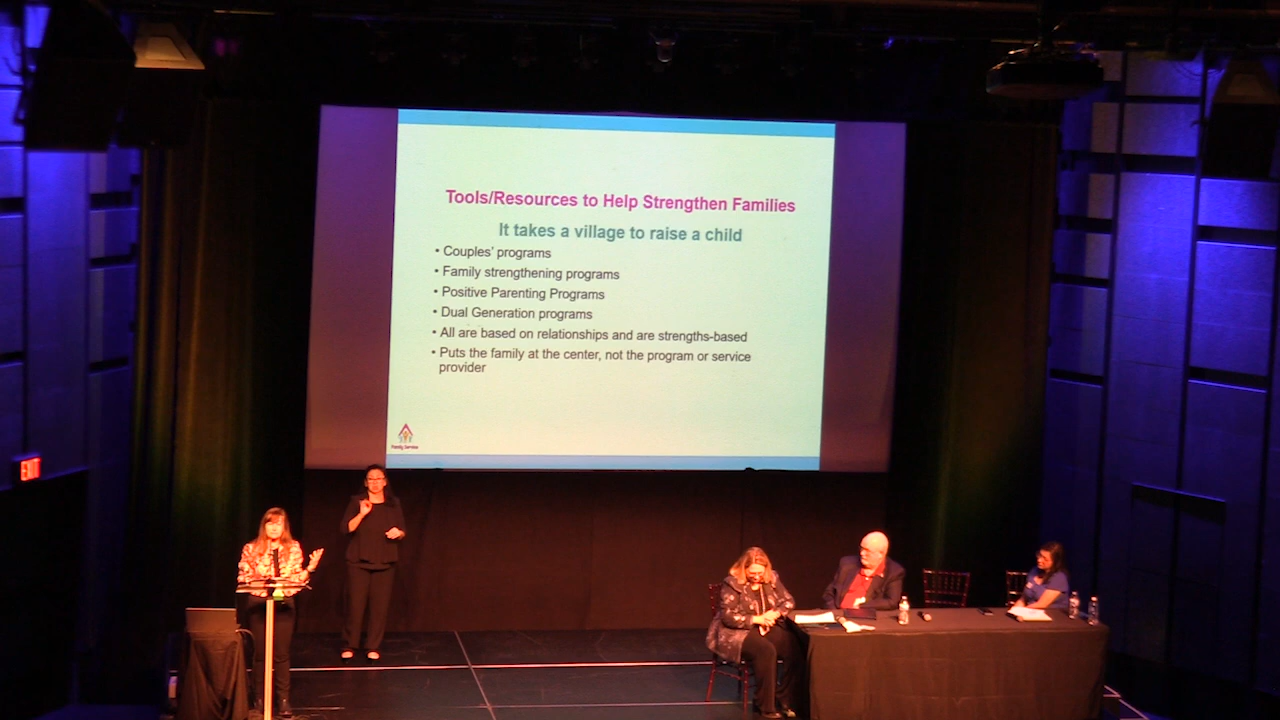 Tools/Resources to Help Strengthen Families
It takes a village to raise a child
• Couples' programs
• Family strengthening programs
• Positive Parenting Programs
• Dual Generation programs
• All are based on relationships and are strengths-based
• Puts the family at the center, not the program or service
provider
Family Service
EXIT